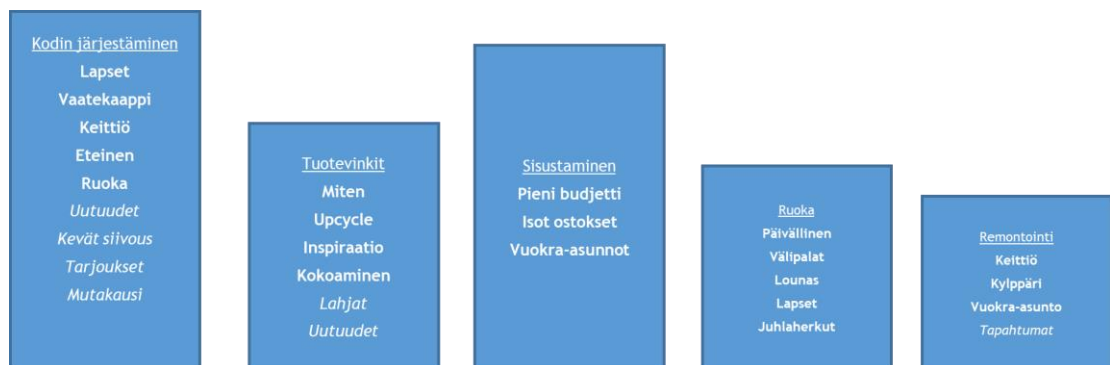 Kodin järjestäminen
Lapset
Vaatekaappi
Keittiö
Eteinen
Ruoka
Uutuudet
Kevät siivous
Tarjoukset
Mutakausi
Tuotevinkit
Miten
Upcycle
Inspiraatio
Kokoaminen
Lahjat
Uutuudet
Sisustaminen
Pieni budjetti
Isot ostokset
Vuokra-asunnot
Ruoka
Päivällinen
Välipalat
Lounas
Lapset
Juhlaherkut
Remontointi
Keittiö
Kylppäri
Vuokra-asunto
Tapahtumat